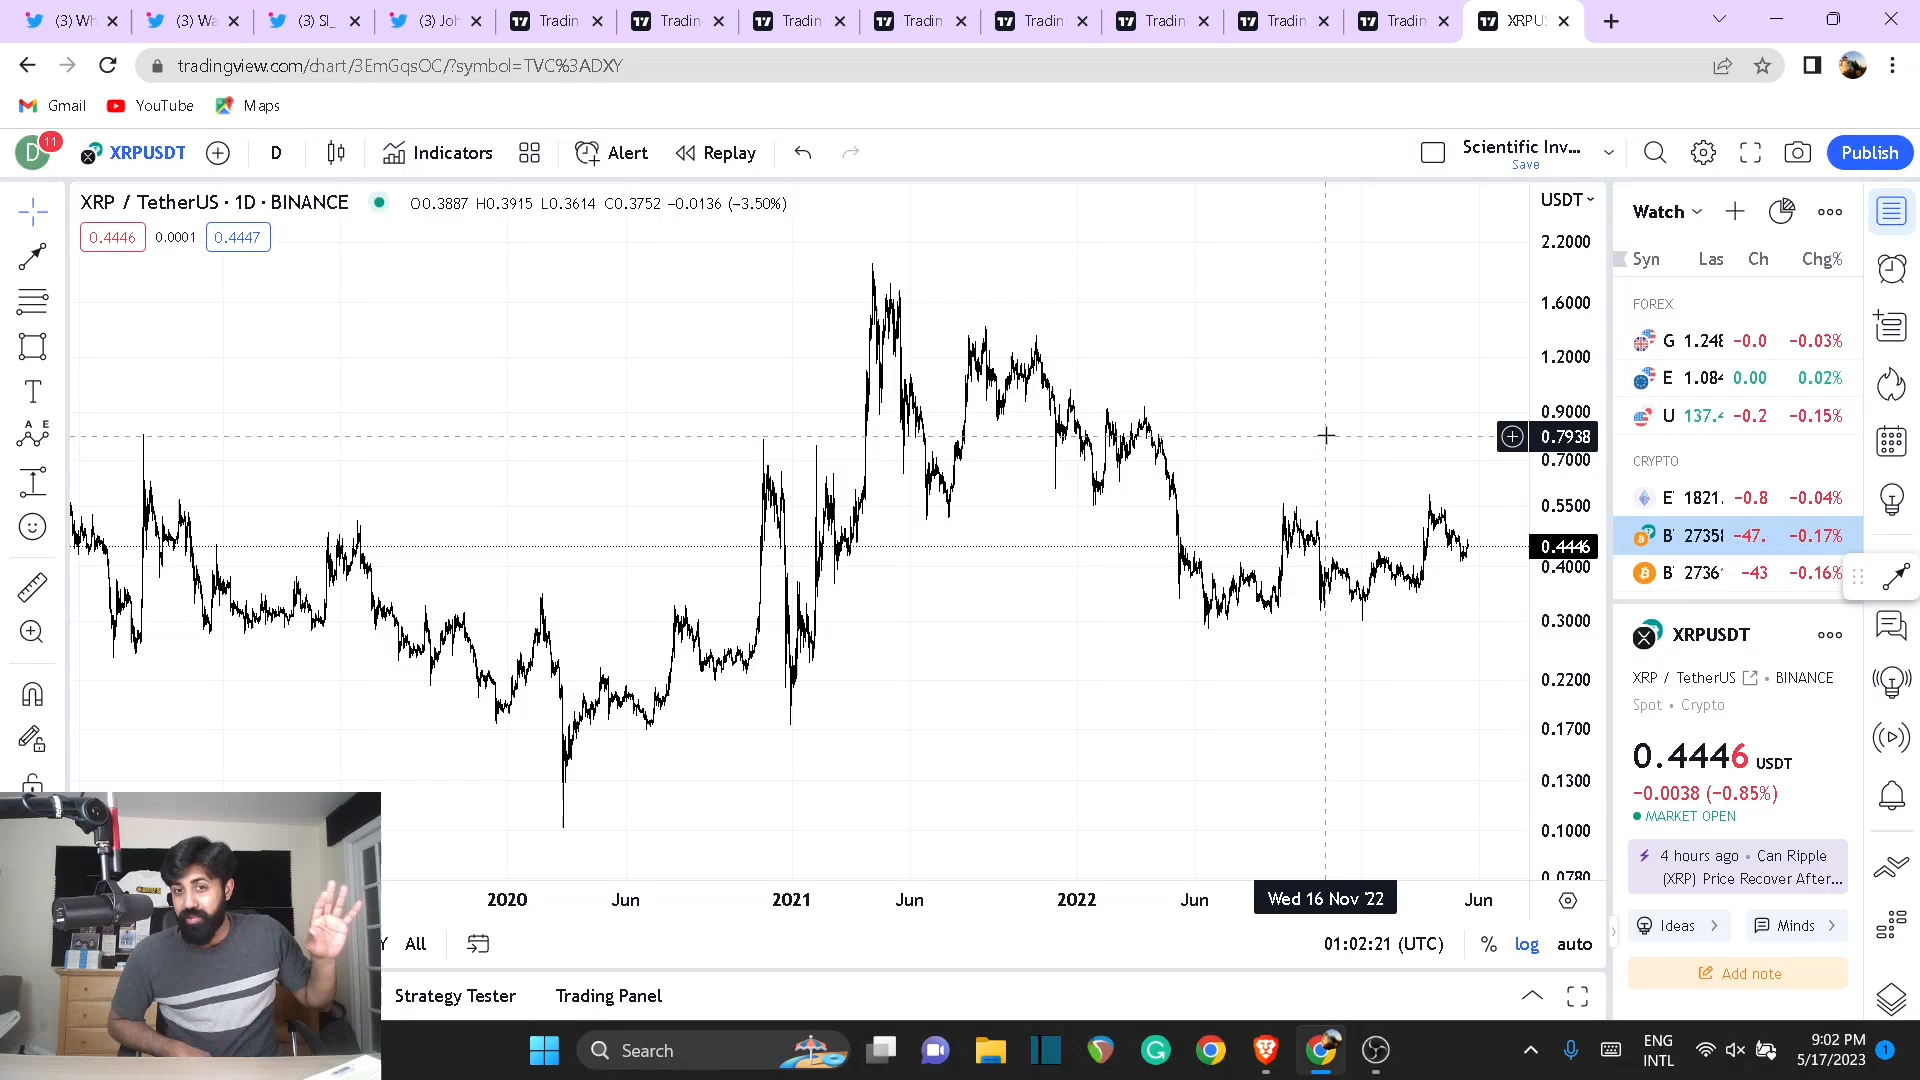 (3) Wh
(3) Wa
(3) SI_
(3) Joh
Tradin
Tradin
Tradin
Tradin
Tradin
Tradin
Tradin
Tradin
XRPU
tradingview.com/chart/3EmGqsOC/?symbol=TVC%3ADXY
Gmail
YouTube
Maps
D
11
XRPUSDT
D
Indicators
Alert
Replay
Scientific Inv...
Save
Publish
XRP / TetherUS · 1D · BINANCE
O0.3887 H0.3915 L0.3614 C0.3752 −0.0136 (−3.50%)
0.4446
0.0001
0.4447
USDT
2.2000
1.6000
1.2000
0.9000
0.7938
0.7000
0.5500
0.4446
0.4000
0.3000
0.2200
0.1700
0.1300
0.1000
0.0780
2020
Jun
2021
Jun
2022
Jun
Wed 16 Nov '22
Jun
Y
All
01:02:21 (UTC)
%
log
auto
Strategy Tester
Trading Panel
Watch
Syn Las Ch Chg%
FOREX
G 1.248 −0.0 −0.03%
E 1.084 0.00 0.02%
U 137.4 −0.2 −0.15%
CRYPTO
E 1821. −0.8 −0.04%
B 27358 −47. −0.17%
B 2736 −43 −0.16%
XRPUSDT
XRP / TetherUS • BINANCE
Spot • Crypto
0.4446 USDT
−0.0038 (−0.85%)
MARKET OPEN
4 hours ago • Can Ripple
(XRP) Price Recover After...
Ideas
Minds
Add note
Search
ENG
INTL
9:02 PM
5/17/2023
1